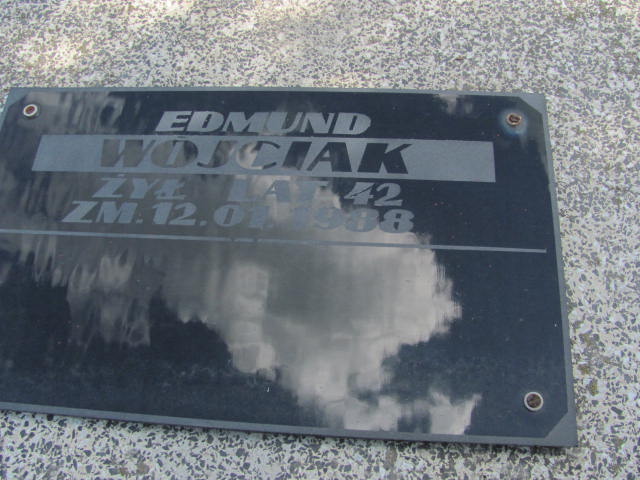 EDMUND
WÓJCIAK
ŻYŁ LAT 42
ZM. 12.01.1988